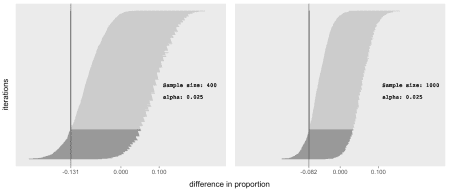 iterations
Sample size: 400
alpha: 0.025
-0.131
0.000
0.100
Sample size: 1000
alpha: 0.025
-0.082
0.000
0.100
difference in proportion